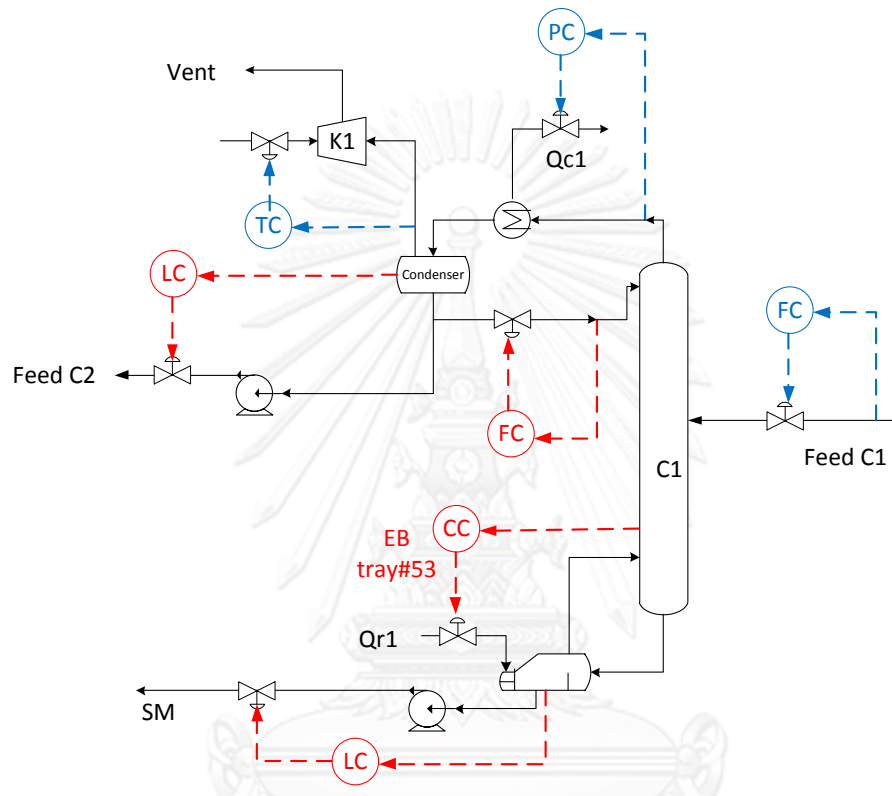 PC
Vent
K1
Qc1
TC
LC
Condenser
FC
Feed C2
FC
Feed C1
C1
CC
EB
tray#53
Qr1
SM
LC